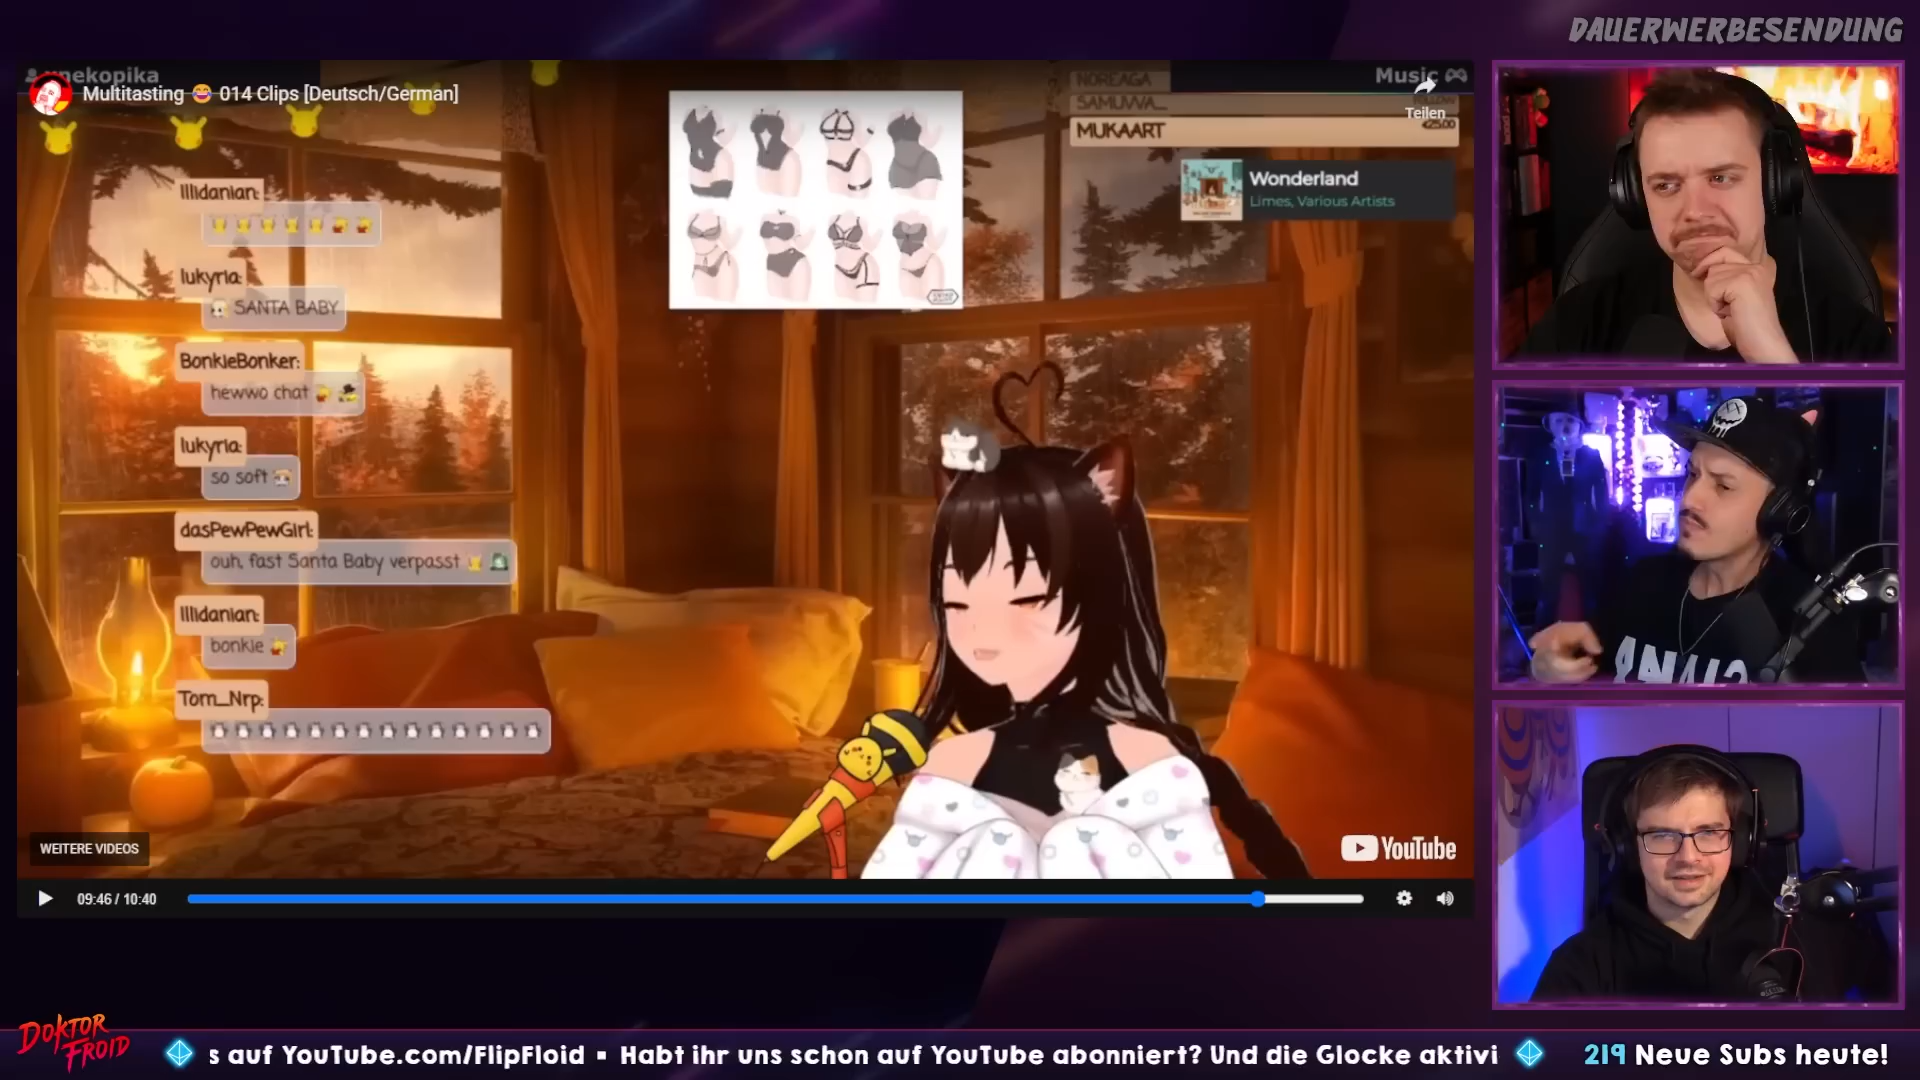 DAUERWERBESENDUNG
nekopika
Multitasting 😄 014 Clips [Deutsch/German]
Music
Teilen
NOREAGA
SAMUVVA_
MUKAART
Wonderland
Limes, Various Artists
Illidanian:
lukyria:
SANTA BABY
BonkieBonker:
hewwo chat
lukyria:
so soft
dasPewPewGirl:
ouh, fast Santa Baby verpasst
Illidanian:
bonkie
Tom_Nrp:
WEITERE VIDEOS
YouTube
09:46 / 10:40
DOKTOR
FROID
s auf YouTube.com/FlipFloid ▪ Habt ihr uns schon auf YouTube abonniert? Und die Glocke aktivi
219 Neue Subs heute!